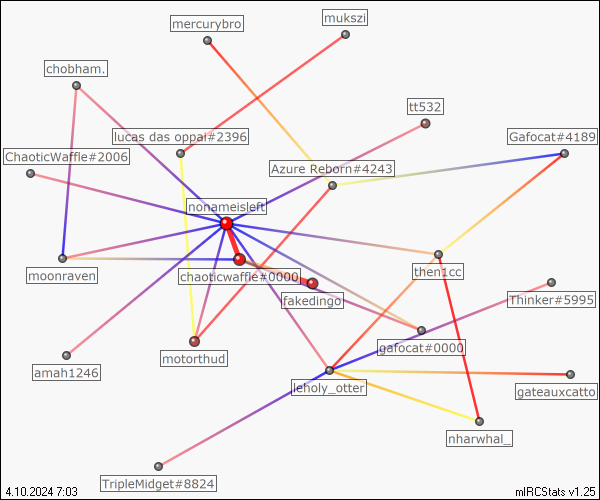 mukszi
mercurybro
chobham.
tt532
lucas das oppai#2396
Gafocat#4189
ChaoticWaffle#2006
Azure Reborn#4243
nonameisleft
moonraven
chaoticwaffle#0000
then1cc
fakedingo
Thinker#5995
gafocat#0000
motorthud
amah1246
leholy_otter
gateauxcatto
nharwhal_
TripleMidget#8824
4.10.2024 7:03
mIRCStats v1.25